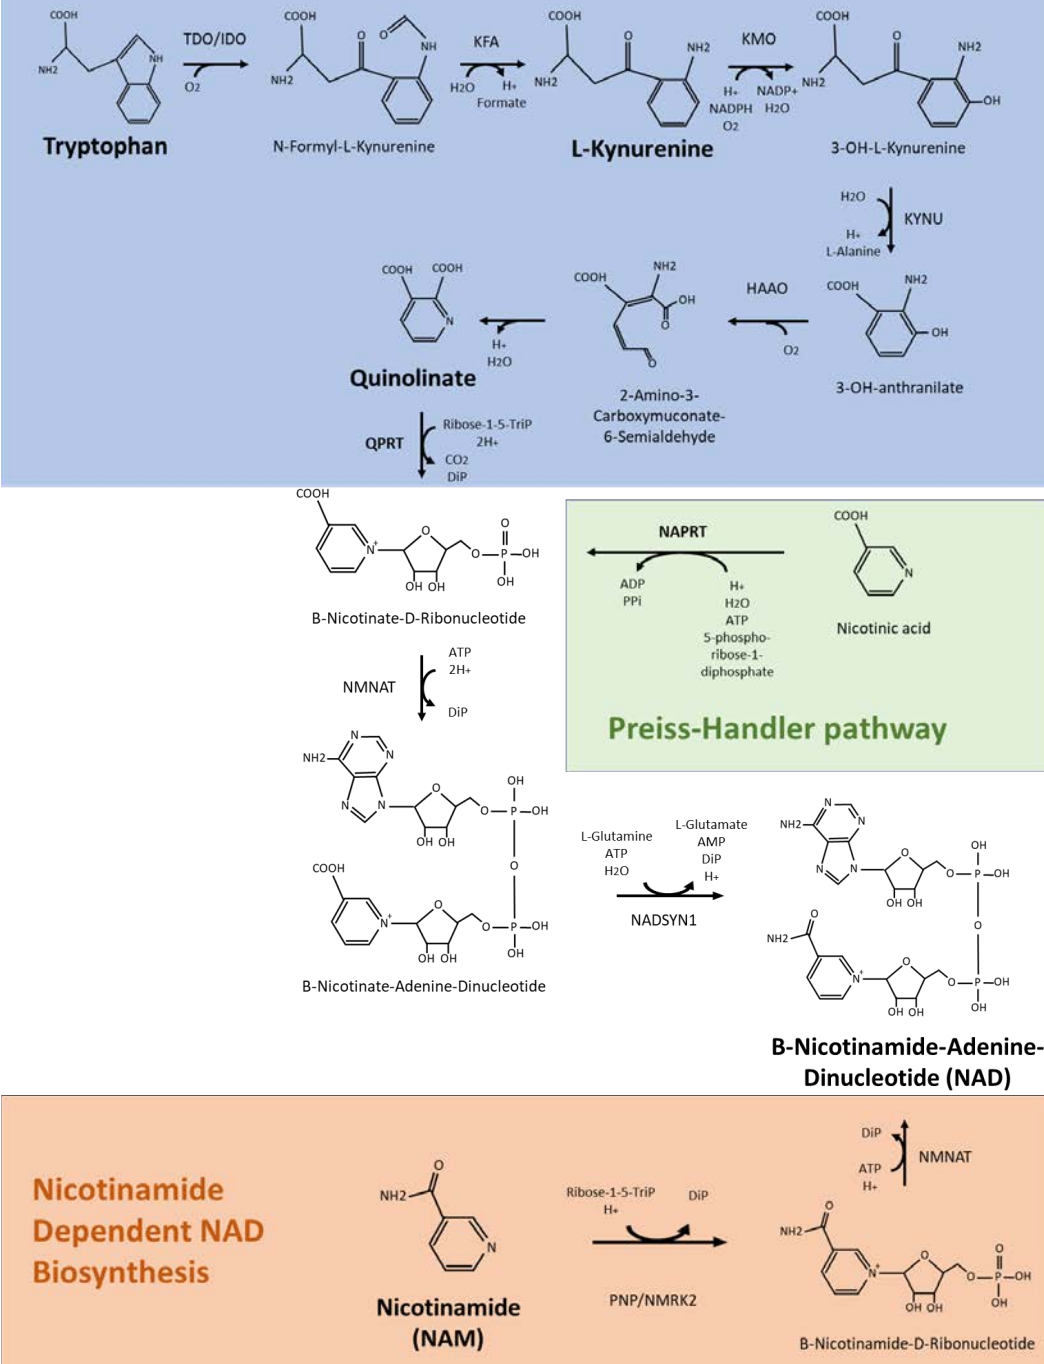 COOH
NH2
NH
Tryptophan
TDO/IDO
O2
COOH
NH2
O
O
NH
N-Formyl-L-Kynurenine
KFA
H2O
H+
Formate
COOH
NH2
O
NH2
L-Kynurenine
KMO
H+
NADPH
O2
NADP+
H2O
COOH
NH2
O
NH2
OH
3-OH-L-Kynurenine
H2O
KYNU
H+
L-Alanine
COOH
NH2
OH
3-OH-anthranilate
HAAO
O2
COOH
NH2
OH
O
O
2-Amino-3-
Carboxymuconate-
6-Semialdehyde
H+
H2O
COOH
COOH
N
Quinolinate
QPRT
Ribose-1-5-TriP
2H+
CO2
DiP
COOH
N+
O
OH OH
O
O
P
OH
OH
B-Nicotinate-D-Ribonucleotide
NAPRT
ADP
PPi
H+
H2O
ATP
5-phospho-
ribose-1-
diphosphate
COOH
N
Nicotinic acid
Preiss-Handler pathway
NMNAT
ATP
2H+
DiP
NH2
N
N
N
N
O
OH OH
O
P
OH
OH
O
COOH
N+
O
OH OH
O
P
OH
OH
B-Nicotinate-Adenine-Dinucleotide
L-Glutamine
ATP
H2O
L-Glutamate
AMP
DiP
H+
NADSYN1
NH2
N
N
N
N
O
OH OH
O
P
OH
OH
O
O
NH2
N+
O
OH OH
O
P
OH
OH
B-Nicotinamide-Adenine-
Dinucleotide (NAD)
Nicotinamide
Dependent NAD
Biosynthesis
O
NH2
N
Nicotinamide
(NAM)
Ribose-1-5-TriP
H+
DiP
PNP/NMRK2
DiP
ATP
H+
NMNAT
O
NH2
N+
O
OH OH
O
O
P
OH
OH
B-Nicotinamide-D-Ribonucleotide